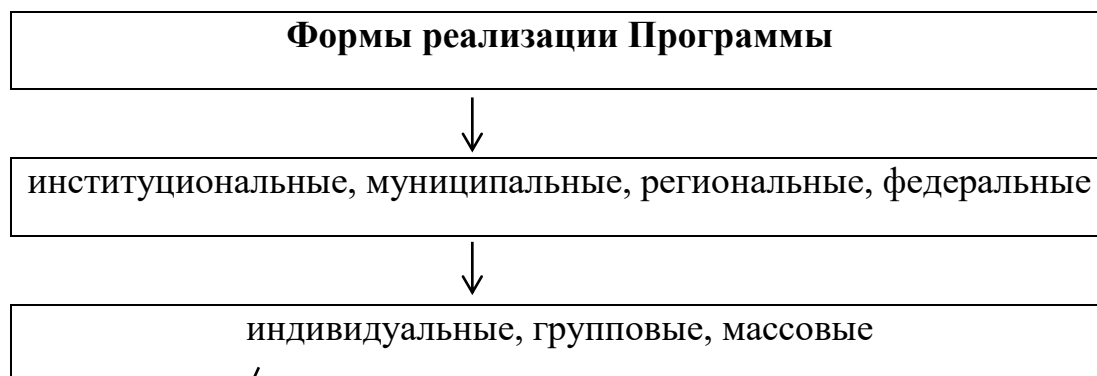 Формы реализации Программы
институциональные, муниципальные, региональные, федеральные
индивидуальные, групповые, массовые